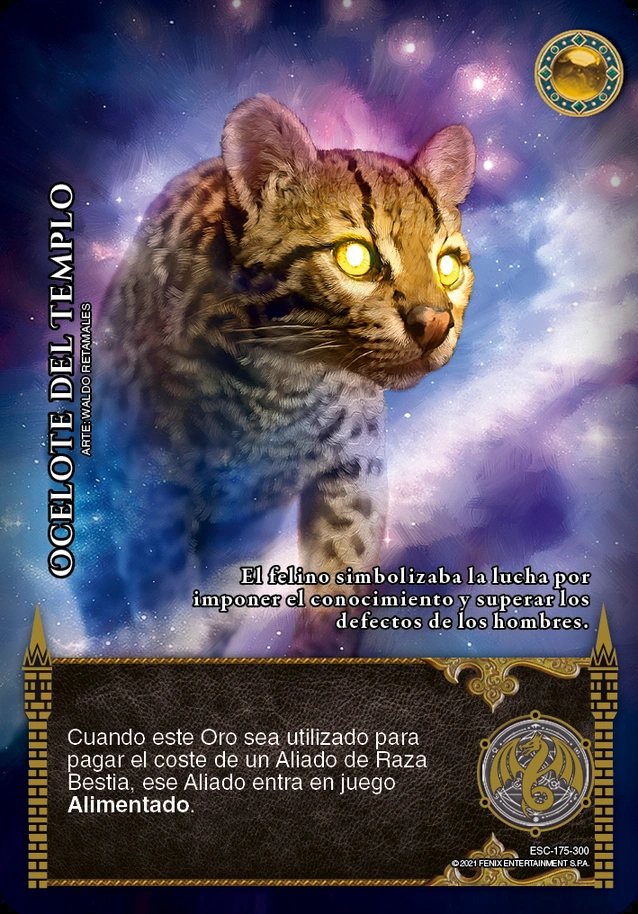 OCELOTE DEL TEMPLO
ARTE: WALDO RETAMALES
El felino simbolizaba la lucha por
imponer el conocimiento y superar los
defectos de los hombres.
Cuando este Oro sea utilizado para
pagar el coste de un Aliado de Raza
Bestia, ese Aliado entra en juego
Alimentado.
ESC-175-300
©2021 FENIX ENTERTAINMENT S.P.A.